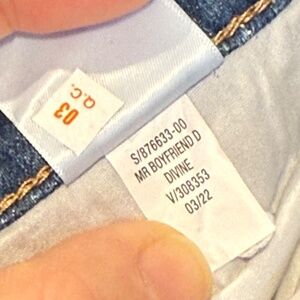 03
Q.C.
S/876633-00
MR BOYFRIEND D
DIVINE
V/308353
03/22